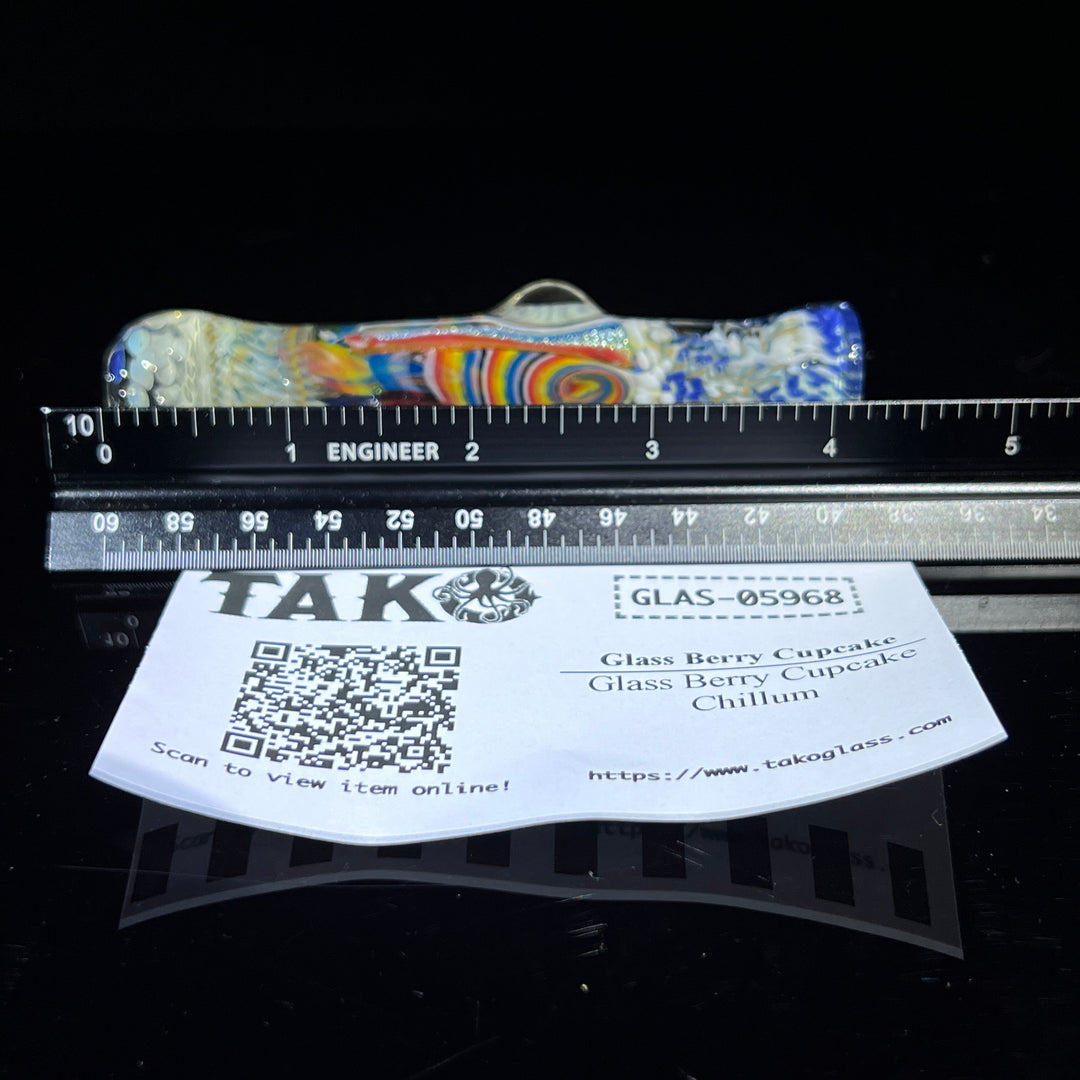 10
0 1 ENGINEER 2 3 4 5
60 58 56 54 52 50 48 46 44 42 40 38 36 34
TAKO
GLAS-05968
Glass Berry Cupcake
Glass Berry Cupcake
Chillum
Scan to view item online!
https://www.takoglass.com